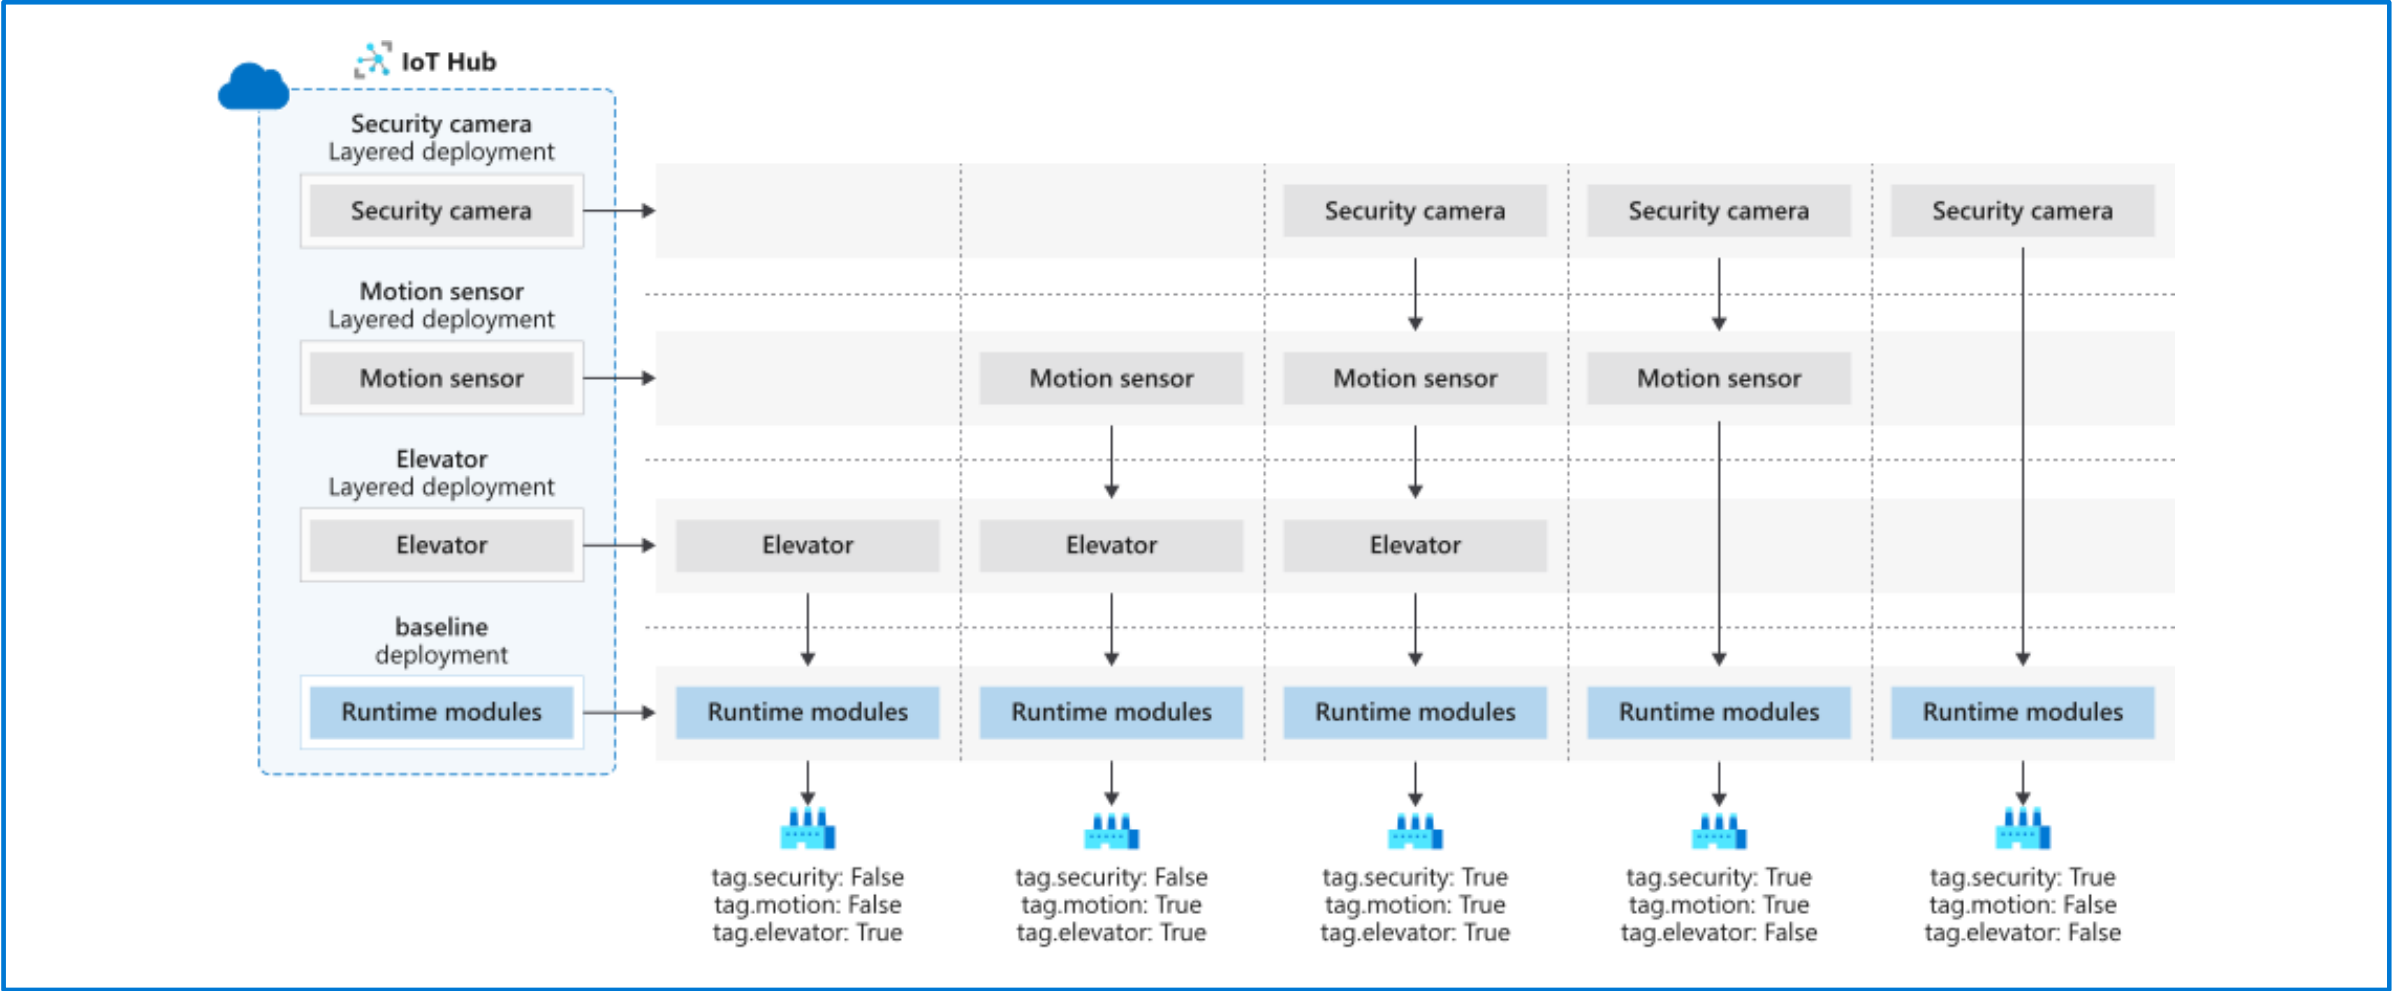 IoT Hub
Security camera
Layered deployment
Security camera
Motion sensor
Layered deployment
Motion sensor
Elevator
Layered deployment
Elevator
baseline
deployment
Runtime modules
Security camera
Security camera
Security camera
Motion sensor
Motion sensor
Motion sensor
Elevator
Elevator
Elevator
Runtime modules
Runtime modules
Runtime modules
Runtime modules
Runtime modules
tag.security: False
tag.motion: False
tag.elevator: True
tag.security: False
tag.motion: True
tag.elevator: True
tag.security: True
tag.motion: True
tag.elevator: True
tag.security: True
tag.motion: True
tag.elevator: False
tag.security: True
tag.motion: False
tag.elevator: False